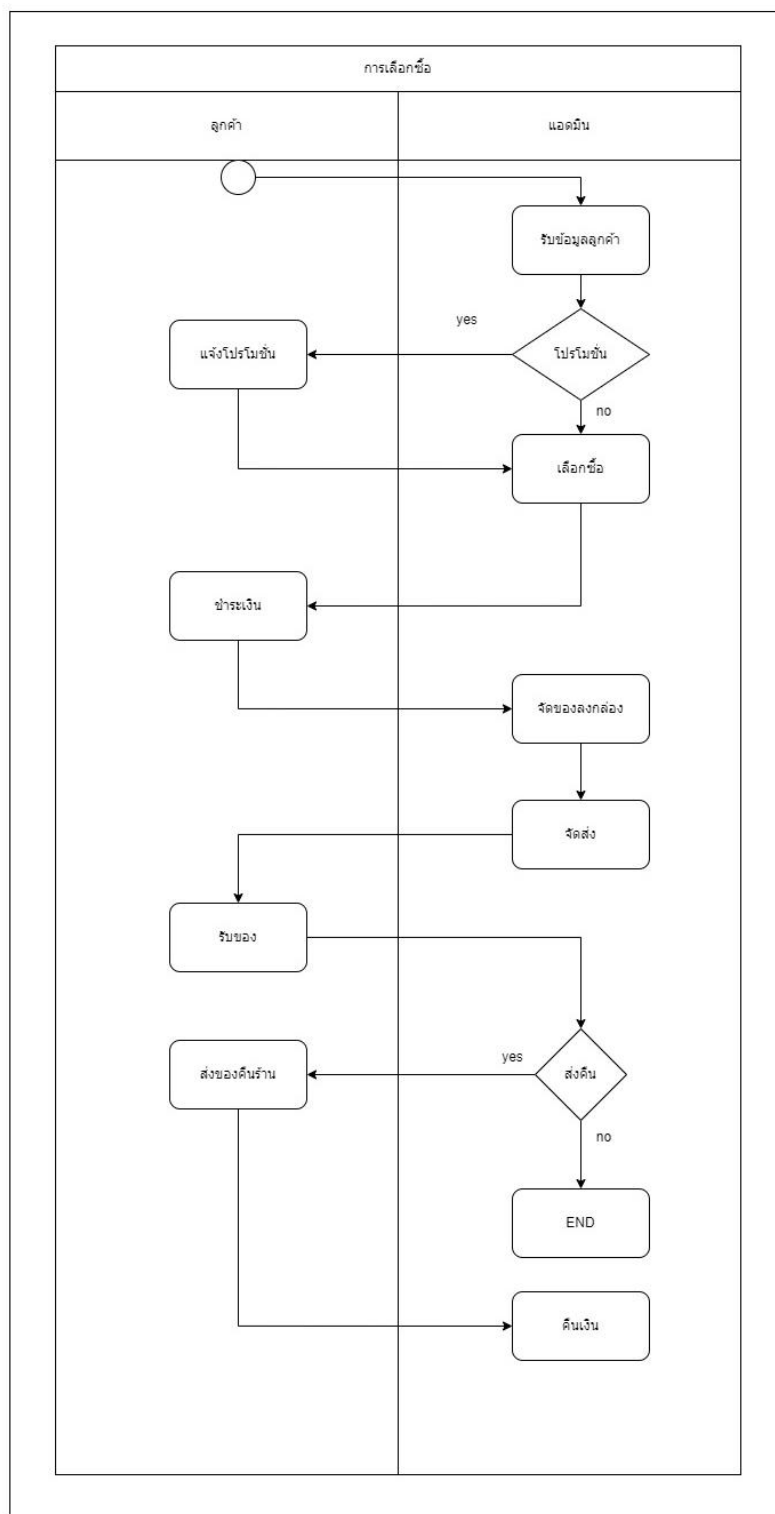 การเลือกซื้อ
ลูกค้า
แอดมิน
รับข้อมูลลูกค้า
yes
แจ้งโปรโมชั่น
โปรโมชั่น
no
เลือกซื้อ
ชำระเงิน
จัดของลงกล่อง
จัดส่ง
รับของ
yes
ส่งของคืนร้าน
ส่งคืน
no
END
คืนเงิน